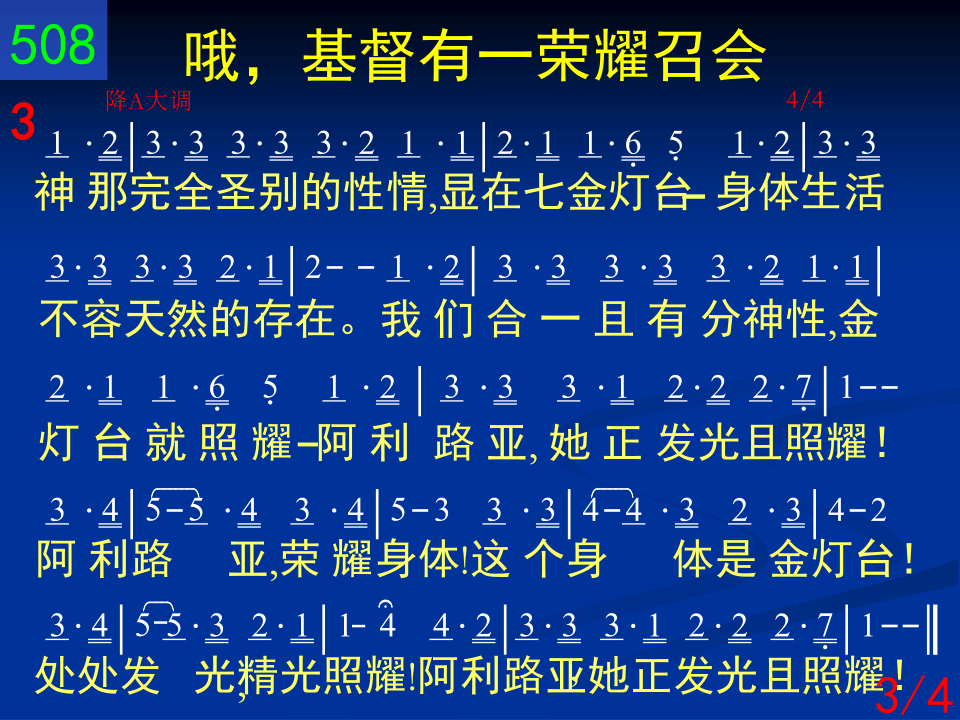 508
哦，基督有一荣耀召会
3
降A大调 4/4
1 ·2|3·3 3·3 3·2 1 ·1|2·1 1·6 5 1·2|3·3
神 那完全圣别的性情,显在七金灯台- 身体生活
3·3 3·3 2·1|2-- 1 ·2| 3 ·3 3 ·3 3 ·2 1·1|
不容天然的存在。我 们 合 一 且 有 分神性,金
2 ·1 1 ·6 5 1 ·2 | 3 ·3 3 ·1 2·2 2·7|1--
灯 台 就 照 耀-阿 利 路 亚, 她 正 发光且照耀！
3 ·4|5-5 ·4 3 ·4|5-3 3 ·3|4-4 ·3 2 ·3|4-2
阿 利路 亚,荣 耀身体!这 个身 体是 金灯台！
3·4|5-5·3 2·1|1- 4 4·2|3·3 3·1 2·2 2·7|1--‖
处处发 光,精光照耀!阿利路亚,她正发光且照耀！
3/4